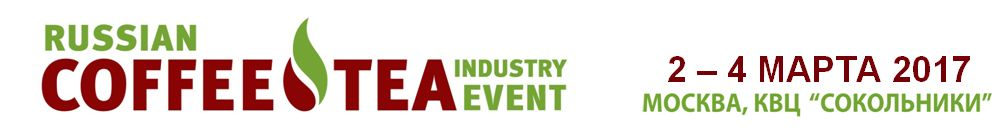 RUSSIAN
COFFEE TEA INDUSTRY EVENT
2 – 4 МАРТА 2017
МОСКВА, КВЦ “СОКОЛЬНИКИ”